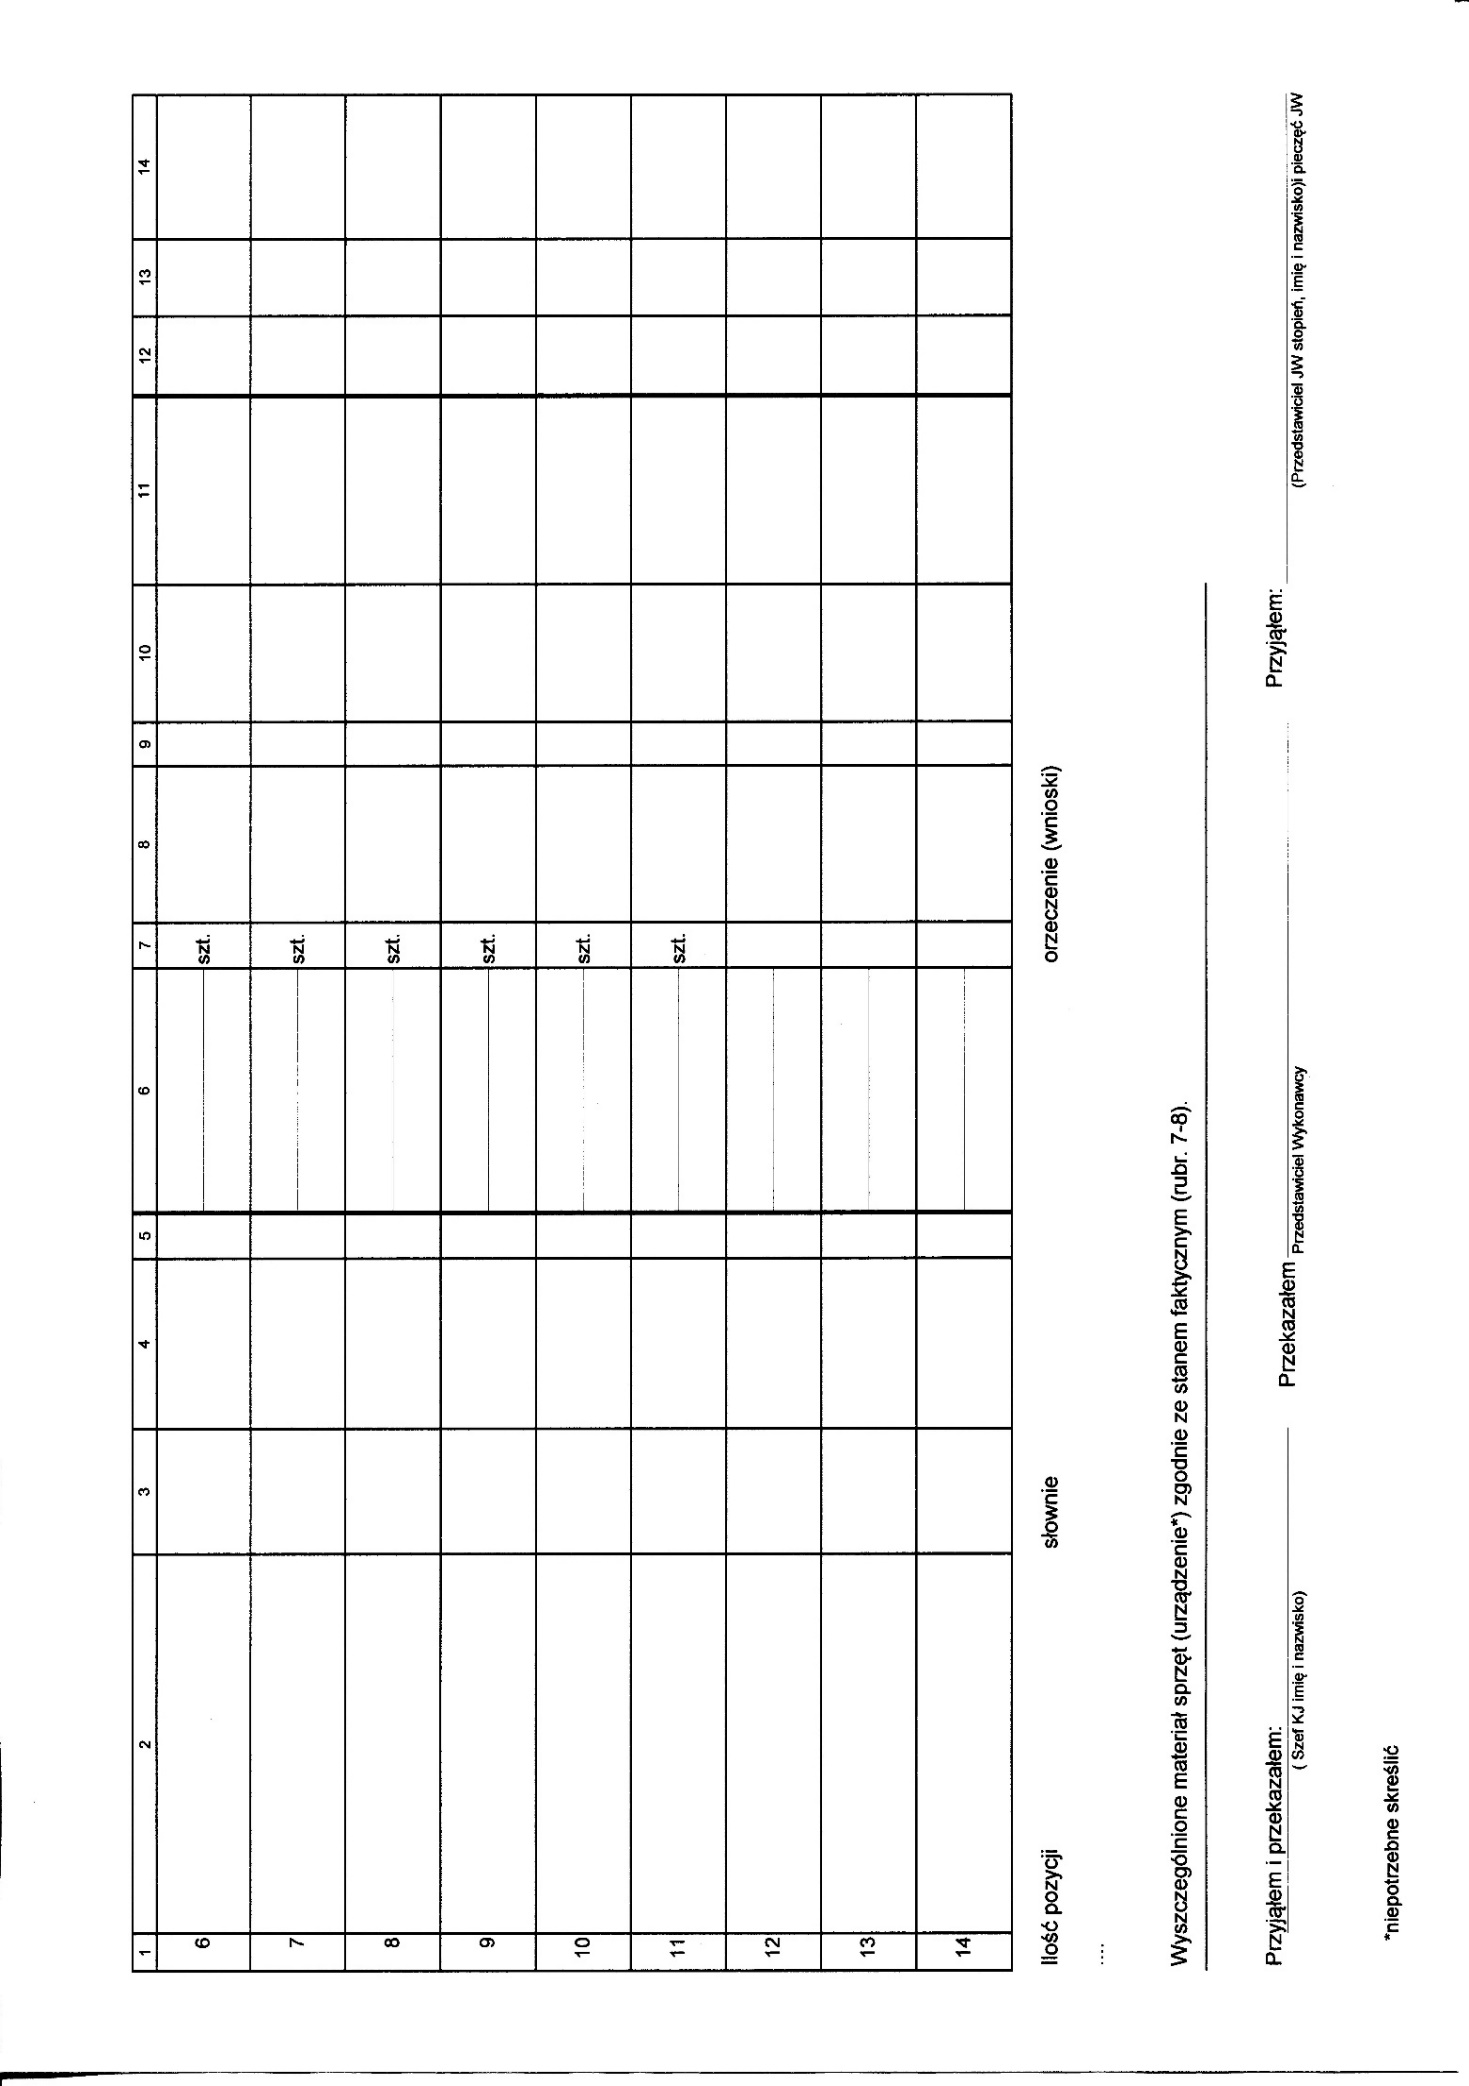 1 2 3 4 5 6 7 8 9 10 11 12 13 14
6 szt.
7 szt.
8 szt.
9 szt.
10 szt.
11 szt.
12
13
14
Ilość pozycji słownie orzeczenie (wnioski)
....
Wyszczególnione materiał sprzęt (urządzenie*) zgodnie ze stanem faktycznym (rubr. 7-8).
Przyjąłem i przekazałem: Przekazałem Przyjąłem:
( Szef KJ imię i nazwisko) Przedstawiciel Wykonawcy (Przedstawiciel JW stopień, imię i nazwisko)i pieczęć JW
*niepotrzebne skreślić